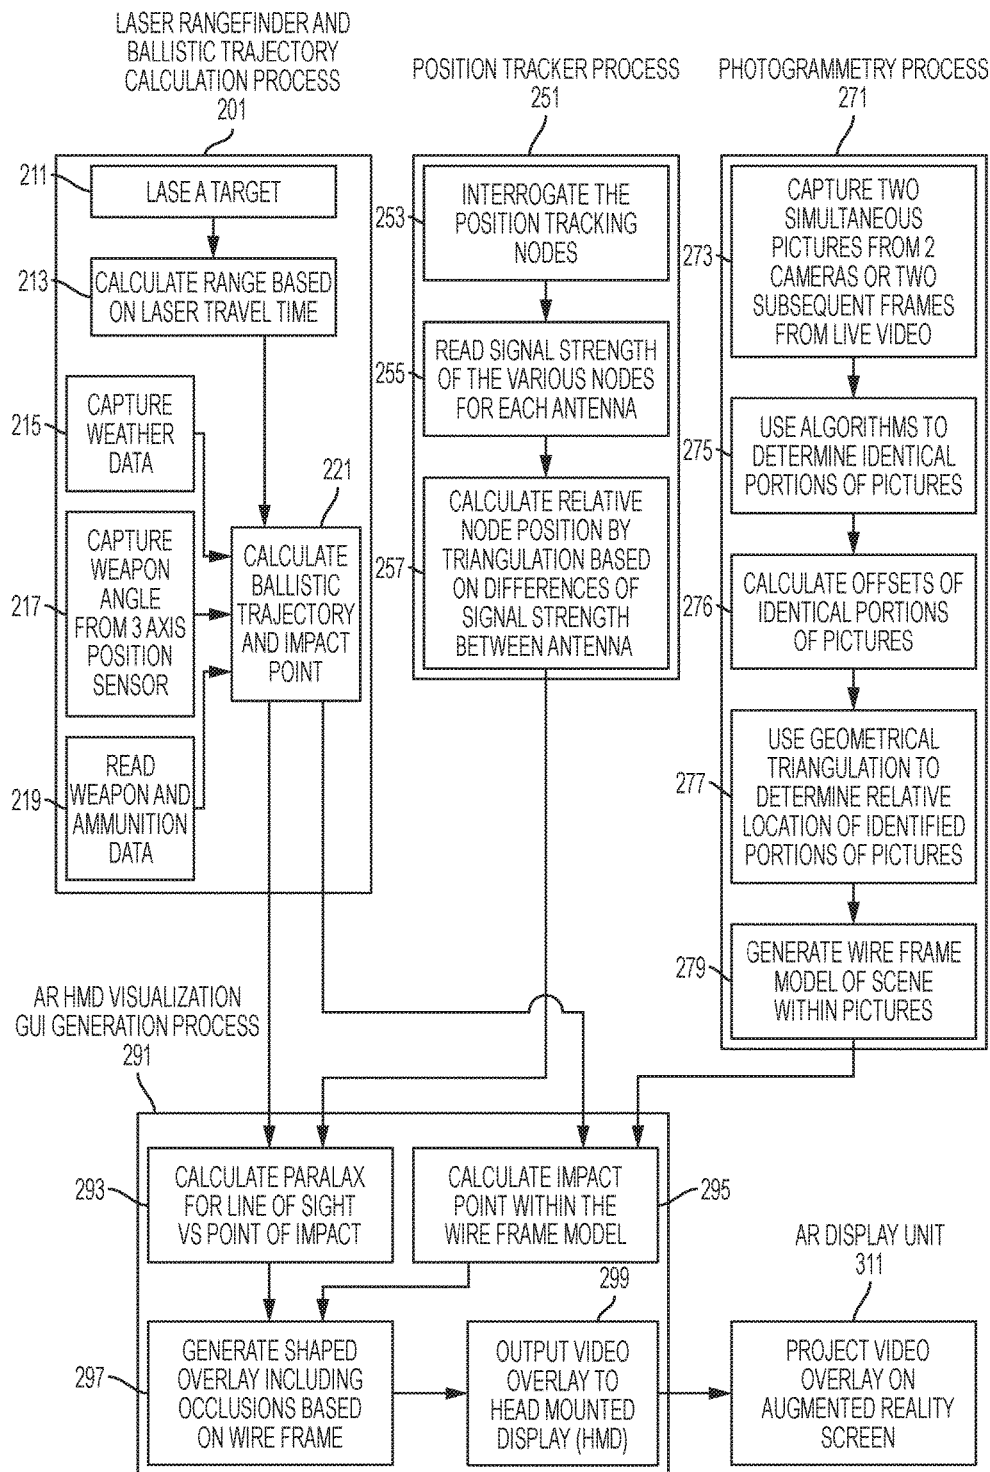 LASER RANGEFINDER AND
BALLISTIC TRAJECTORY
CALCULATION PROCESS
201
211
LASE A TARGET
213
CALCULATE RANGE BASED
ON LASER TRAVEL TIME
215
CAPTURE
WEATHER
DATA
217
CAPTURE
WEAPON
ANGLE
FROM 3 AXIS
POSITION
SENSOR
219
READ
WEAPON AND
AMMUNITION
DATA
221
CALCULATE
BALLISTIC
TRAJECTORY
AND IMPACT
POINT
POSITION TRACKER PROCESS
251
253
INTERROGATE THE
POSITION TRACKING
NODES
255
READ SIGNAL STRENGTH
OF THE VARIOUS NODES
FOR EACH ANTENNA
257
CALCULATE RELATIVE
NODE POSITION BY
TRIANGULATION BASED
ON DIFFERENCES OF
SIGNAL STRENGTH
BETWEEN ANTENNA
PHOTOGRAMMETRY PROCESS
271
273
CAPTURE TWO
SIMULTANEOUS
PICTURES FROM 2
CAMERAS OR TWO
SUBSEQUENT FRAMES
FROM LIVE VIDEO
275
USE ALGORITHMS TO
DETERMINE IDENTICAL
PORTIONS OF PICTURES
276
CALCULATE OFFSETS OF
IDENTICAL PORTIONS
OF PICTURES
277
USE GEOMETRICAL
TRIANGULATION TO
DETERMINE RELATIVE
LOCATION OF IDENTIFIED
PORTIONS OF PICTURES
279
GENERATE WIRE FRAME
MODEL OF SCENE
WITHIN PICTURES
AR HMD VISUALIZATION
GUI GENERATION PROCESS
291
293
CALCULATE PARALAX
FOR LINE OF SIGHT
VS POINT OF IMPACT
CALCULATE IMPACT
POINT WITHIN THE
WIRE FRAME MODEL
295
297
GENERATE SHAPED
OVERLAY INCLUDING
OCCLUSIONS BASED
ON WIRE FRAME
299
OUTPUT VIDEO
OVERLAY TO
HEAD MOUNTED
DISPLAY (HMD)
AR DISPLAY UNIT
311
PROJECT VIDEO
OVERLAY ON
AUGMENTED REALITY
SCREEN